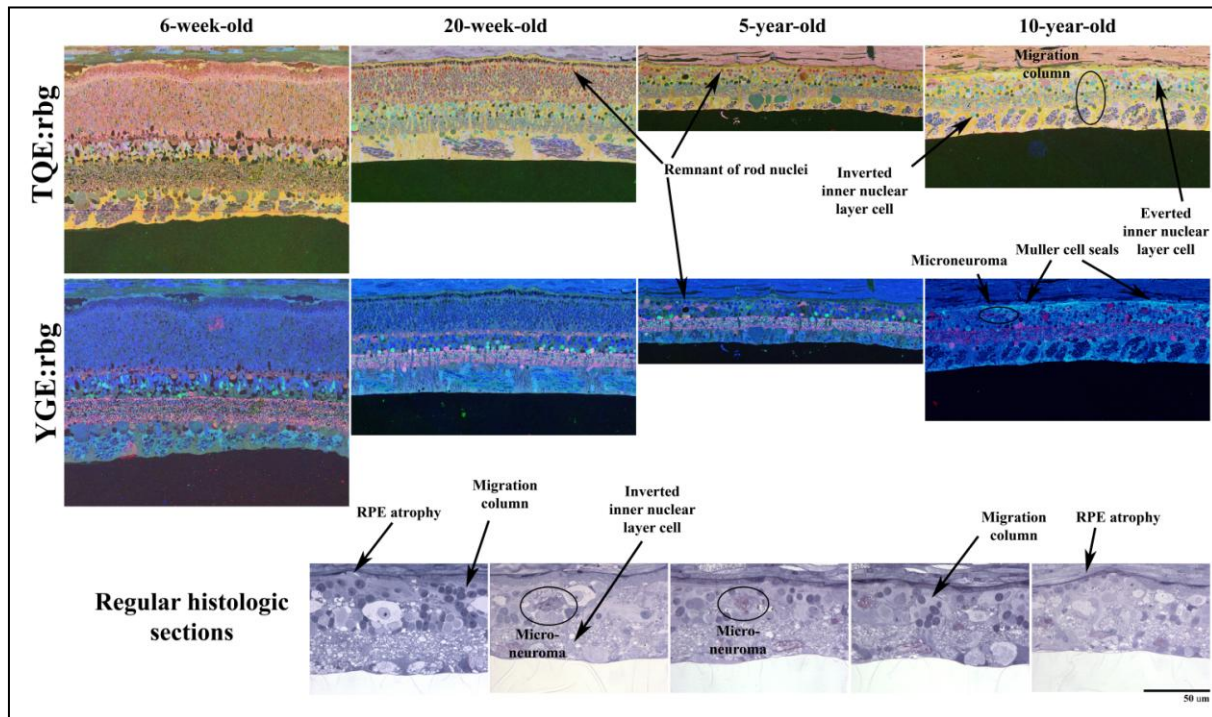 6-week-old
20-week-old
5-year-old
10-year-old
TQE:rbg
Migration
column
Remnant of rod nuclei
Inverted
inner nuclear
layer cell
Everted
inner nuclear
layer cell
YGE:rbg
Microneuroma
Muller cell seals
Regular histologic
sections
RPE atrophy
Migration
column
Inverted
inner nuclear
layer cell
Micro-
neuroma
Micro-
neuroma
Migration
column
RPE atrophy
50 um